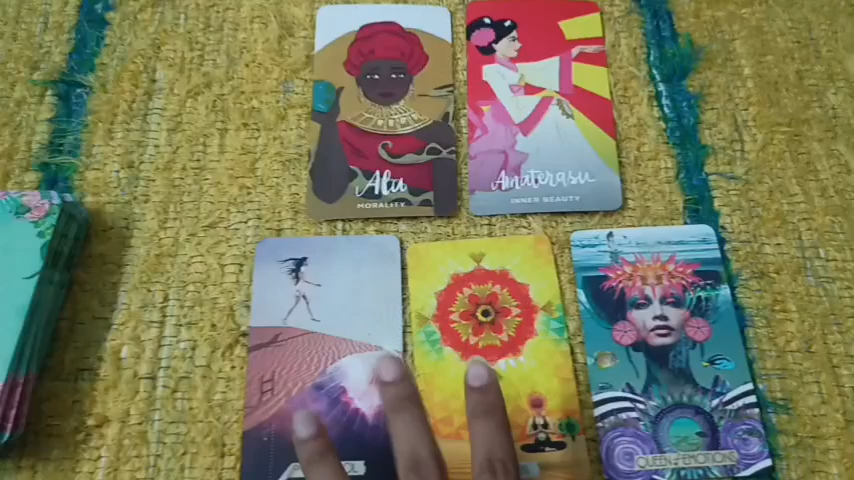 Ala
MORALITY
Amaterasu
INNER BEAUTY
QUEEN of EMOTIONS